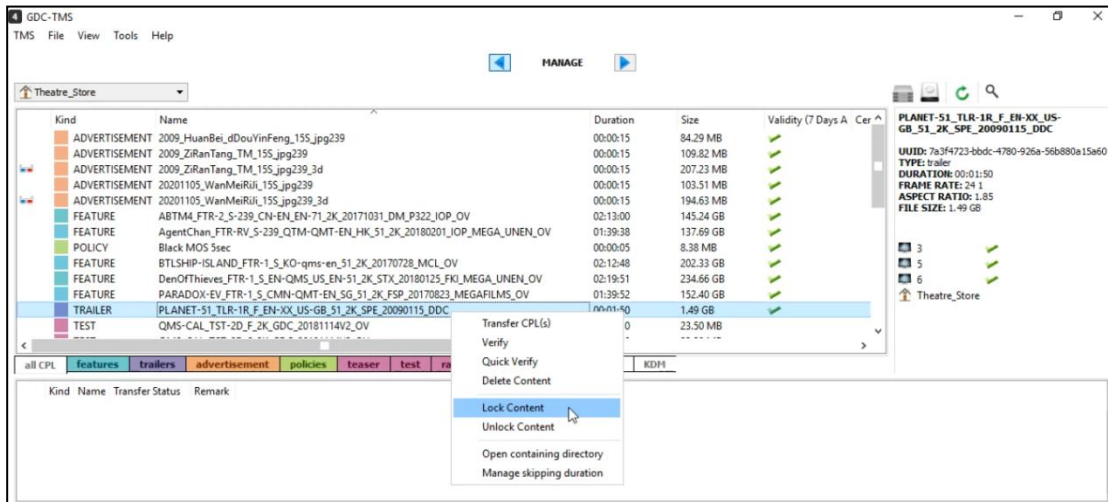 4 GDC-TMS
TMS File View Tools Help
MANAGE
Theatre_Store
Kind Name Duration Size Validity (7 Days A Cer
ADVERTISEMENT 2009_HuanBei_dDouYinFeng_15S_jpg239 00:00:15 84.29 MB
ADVERTISEMENT 2009_ZiRanTang_TM_15S_jpg239 00:00:15 109.82 MB
ADVERTISEMENT 2009_ZiRanTang_TM_15S_jpg239_3d 00:00:15 207.23 MB
ADVERTISEMENT 20201105_WanMeiRiJi_15S_jpg239 00:00:15 103.51 MB
ADVERTISEMENT 20201105_WanMeiRiJi_15S_jpg239_3d 00:00:15 194.63 MB
FEATURE ABTM4_FTR-2_S-239_CN-EN_EN-71_2K_20171031_DM_P322_IOP_OV 02:13:00 145.24 GB
FEATURE AgentChan_FTR-RV_S-239_QTM-QMT-EN_HK_51_2K_20180201_IOP_MEGA_UNEN_OV 01:39:38 137.69 GB
POLICY Black MOS 5sec 00:00:05 8.38 MB
FEATURE BTLSHIP-ISLAND_FTR-1_S_KO-qms-en_51_2K_20170728_MCL_OV 02:12:48 202.33 GB
FEATURE DenOfThieves_FTR-1_S_EN-QMS_US_EN-51_2K_STX_20180125_FKI_MEGA_UNEN_OV 02:19:51 234.66 GB
FEATURE PARADOX-EV_FTR-1_S_CMN-QMT-EN_SG_51_2K_FSP_20170823_MEGAFILMS_OV 01:39:52 152.40 GB
TRAILER PLANET-51_TLR-1R_F_EN-XX_US-GB_51_2K_SPE_20090115_DDC 00:01:50 1.49 GB
TEST QMS-CAL_TST-2D_F_2K_GDC_20181114V2_OV 23.50 MB
all CPL features trailers advertisement policies teaser test ra KDM
Transfer CPL(s)
Verify
Quick Verify
Delete Content
Lock Content
Unlock Content
Open containing directory
Manage skipping duration
Kind Name Transfer Status Remark
PLANET-51_TLR-1R_F_EN-XX_US-
GB_51_2K_SPE_20090115_DDC
UUID: 7a3f4723-bbdc-4780-926a-56b880a15a60
TYPE: trailer
DURATION: 00:01:50
FRAME RATE: 24 1
ASPECT RATIO: 1.85
FILE SIZE: 1.49 GB
3
5
6
Theatre_Store